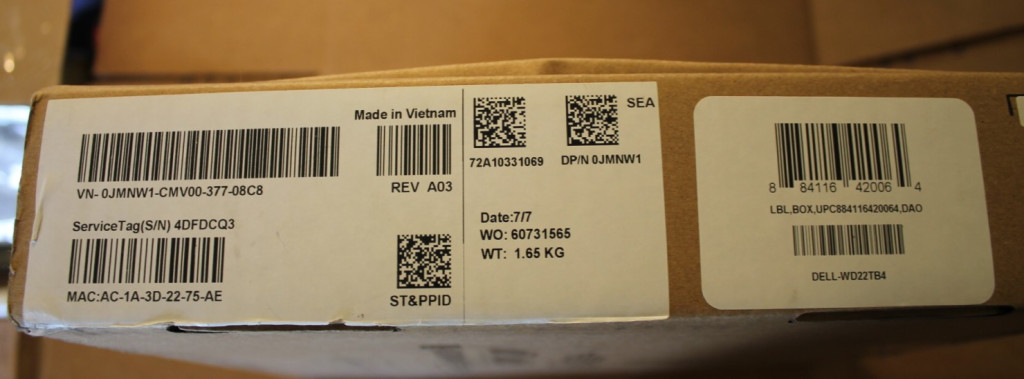 Made in Vietnam
VN- 0JMNW1-CMV00-377-08C8
REV A03
ServiceTag(S/N) 4DFDCQ3
MAC:AC-1A-3D-22-75-AE
ST&PPID
SEA
72A10331069
DP/N 0JMNW1
Date:7/7
WO: 60731565
WT: 1.65 KG
8 84116 42006 4
LBL,BOX,UPC884116420064,DAO
DELL-WD22TB4